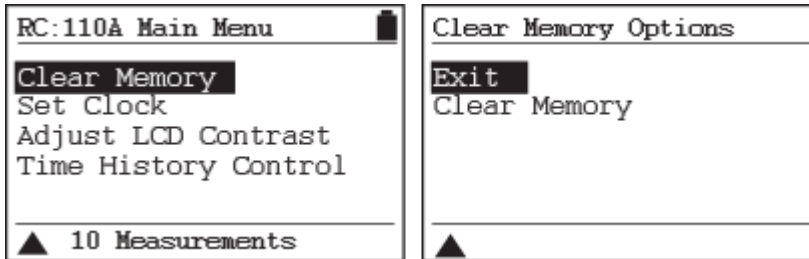 RC:110A Main Menu
Clear Memory
Set Clock
Adjust LCD Contrast
Time History Control
10 Measurements
Clear Memory Options
Exit
Clear Memory